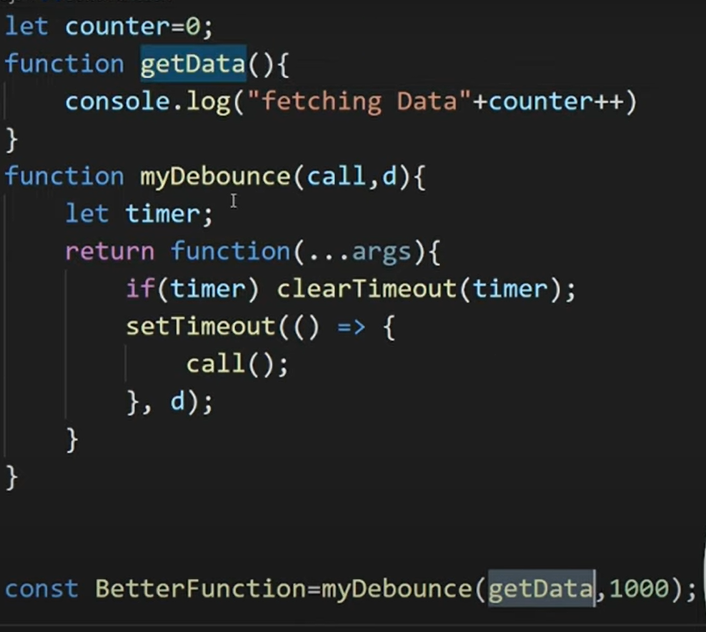 let counter=0;
function getData(){
    console.log("fetching Data"+counter++)
}
function myDebounce(call,d){
    let timer;
    return function(...args){
        if(timer) clearTimeout(timer);
        setTimeout(() => {
            call();
        }, d);
    }
}
const BetterFunction=myDebounce(getData,1000);